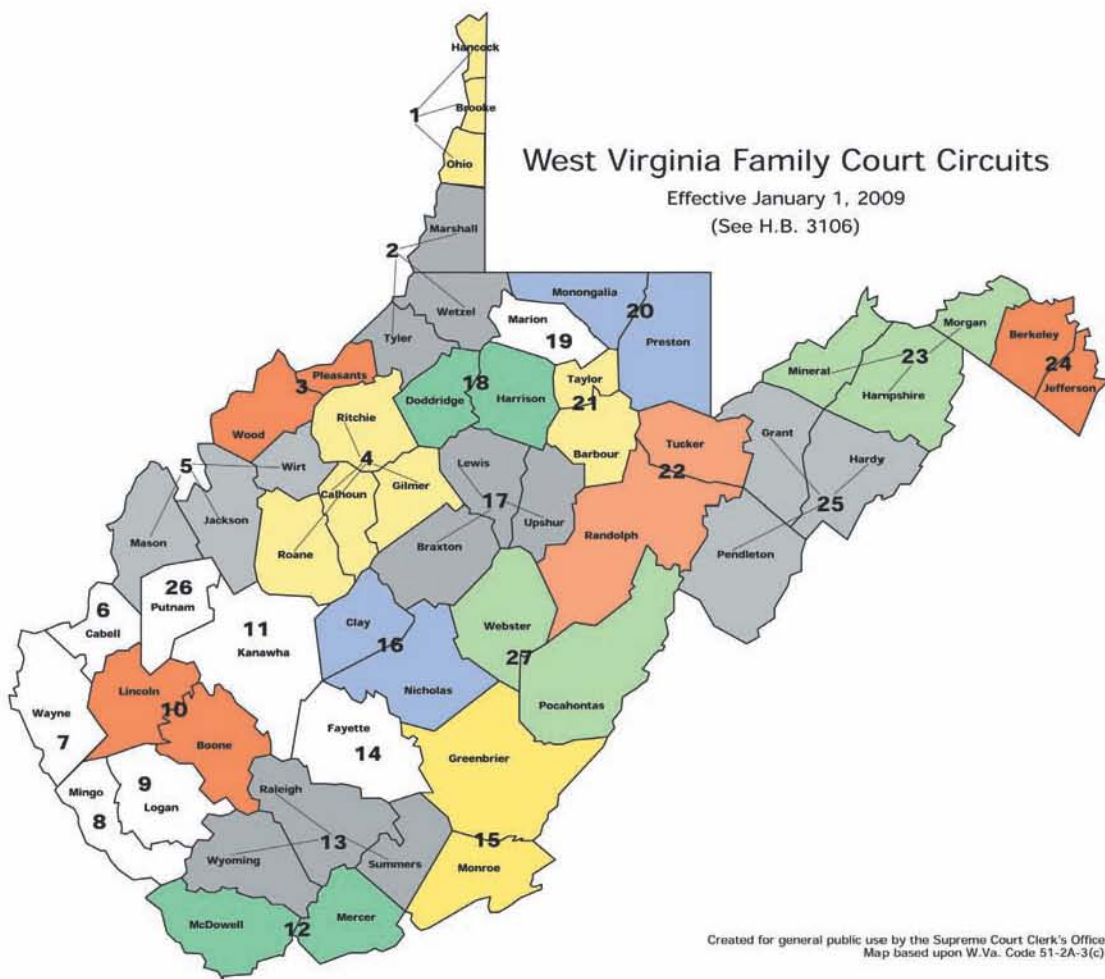 Hancock
1
Brooke
Ohio
West Virginia Family Court Circuits
Effective January 1, 2009
(See H.B. 3106)
Marshall
2
Wetzel
Tyler
Monongalia
20
Preston
Marion
19
Morgan
Berkeley
23
24
Mineral
Hampshire
Jefferson
Pleasants
3
Wood
18
Doddridge
Harrison
Taylor
21
Barbour
Ritchie
4
Calhoun
Gilmer
Roane
5
Wirt
Jackson
Mason
Lewis
17
Upshur
Braxton
Tucker
22
Randolph
Grant
Hardy
25
Pendleton
26
Putnam
6
Cabell
11
Kanawha
Clay
16
Nicholas
Webster
27
Pocahontas
Lincoln
10
Boone
Wayne
7
Fayette
14
Greenbrier
15
Monroe
9
Logan
Mingo
8
Raleigh
13
Wyoming
Summers
McDowell
12
Mercer
Created for general public use by the Supreme Court Clerk's Office
Map based upon W.Va. Code 51-2A-3(c)